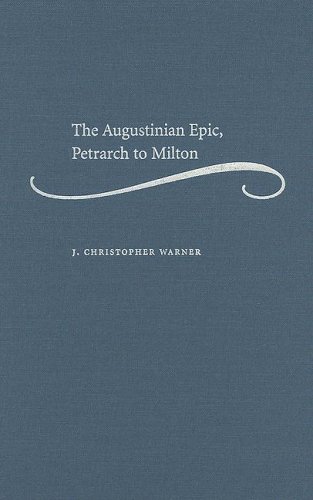 The Augustinian Epic,
Petrarch to Milton
J. CHRISTOPHER WARNER